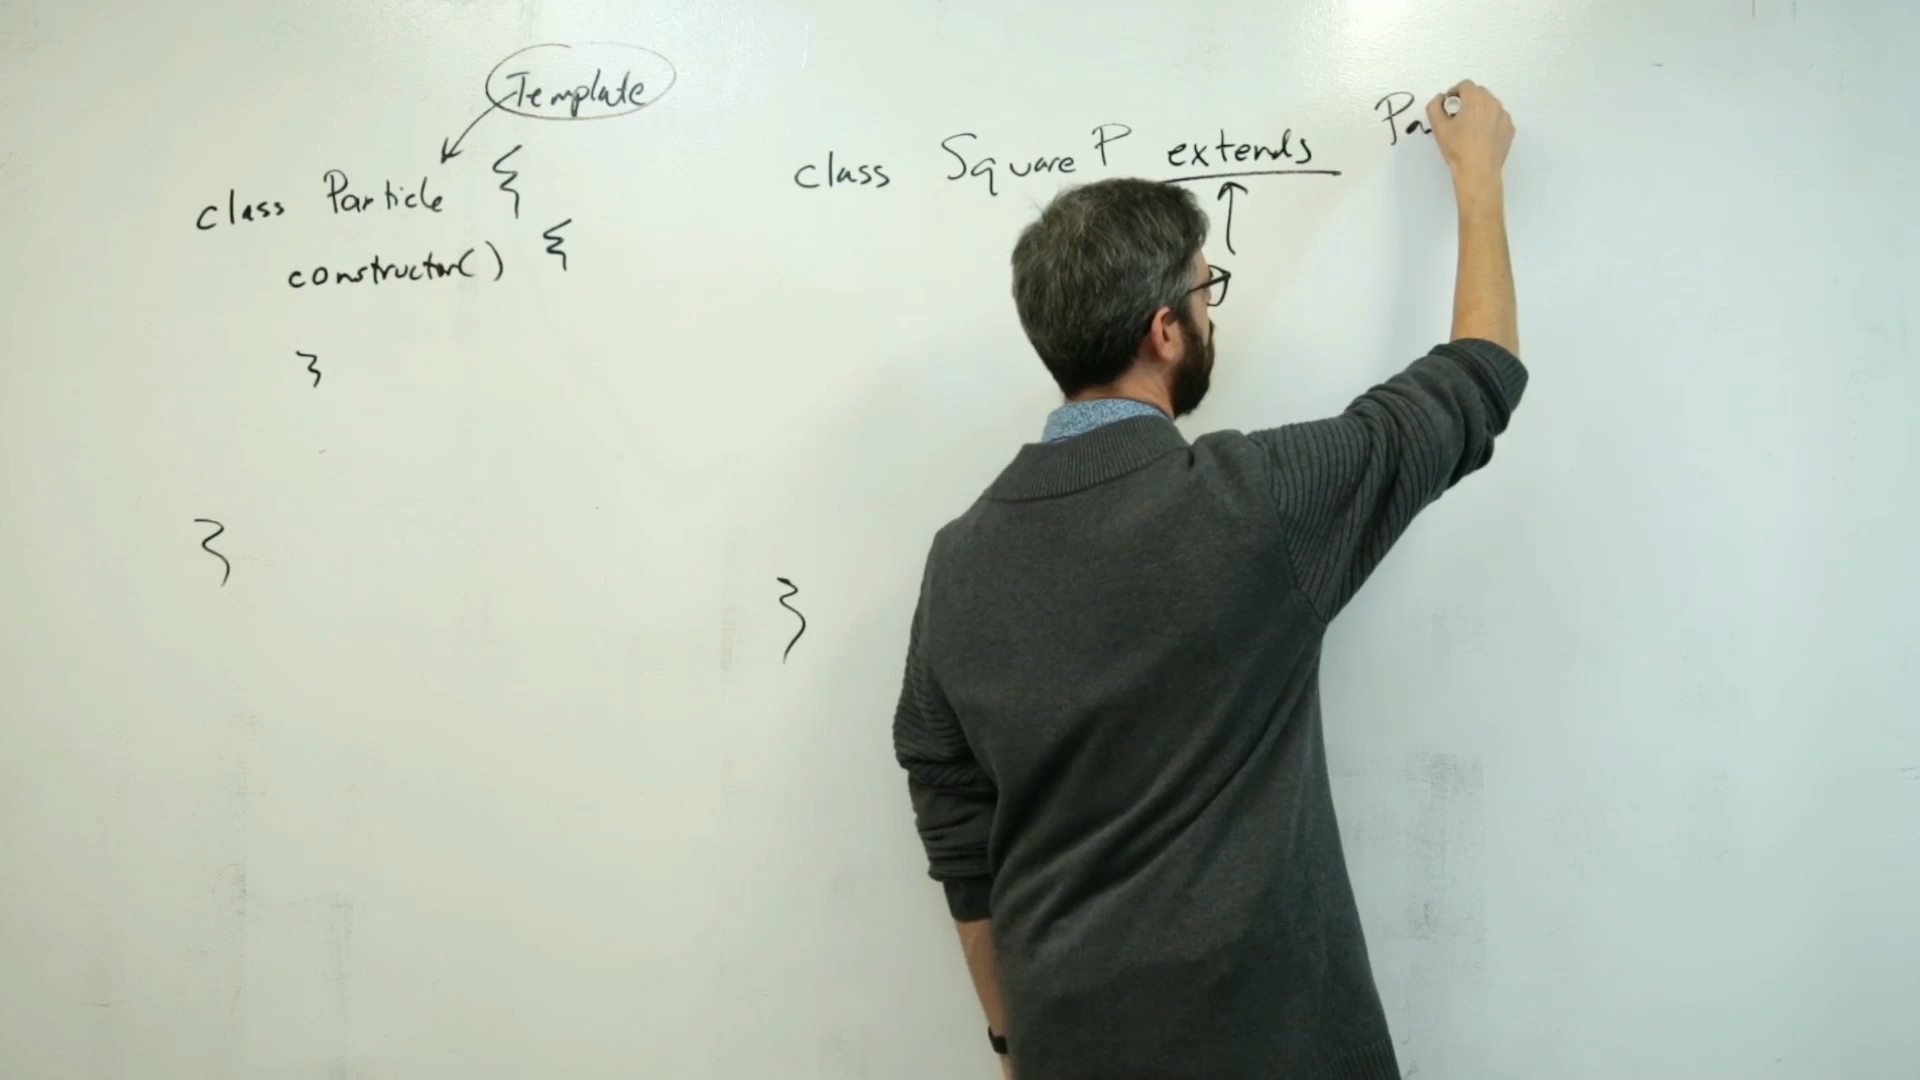 Template
class Particle {
constructor() {
}
}
class SquareP extends Pa
}